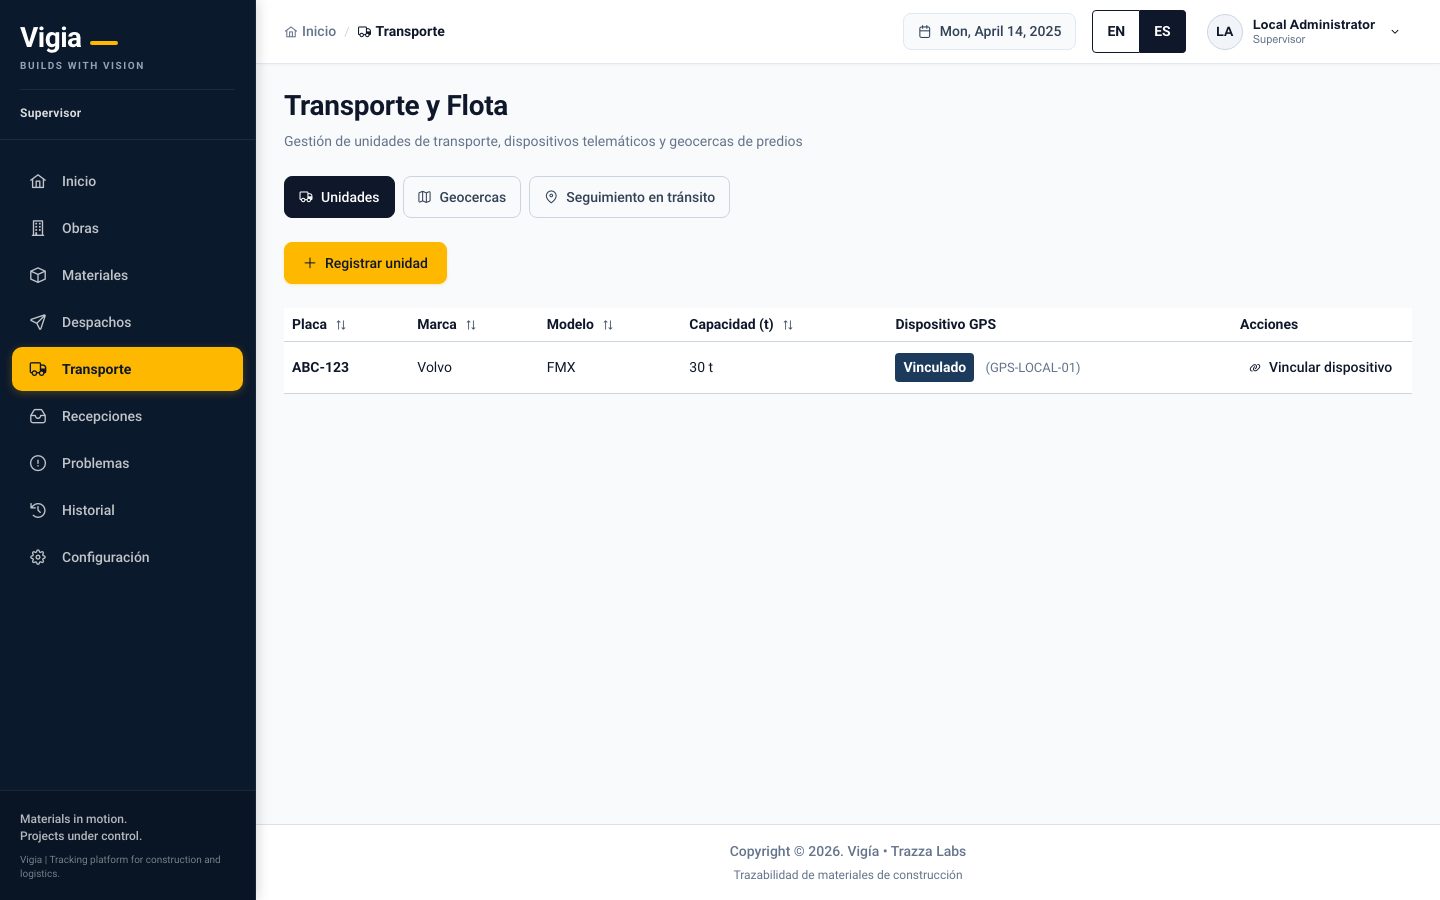 Vigia
BUILDS WITH VISION
Supervisor
Inicio
Obras
Materiales
Despachos
Transporte
Recepciones
Problemas
Historial
Configuración
Materials in motion.
Projects under control.
Vigia | Tracking platform for construction and
logistics.
Inicio / Transporte
Mon, April 14, 2025
EN ES
LA
Local Administrator
Supervisor
Transporte y Flota
Gestión de unidades de transporte, dispositivos telemáticos y geocercas de predios
Unidades Geocercas Seguimiento en tránsito
+ Registrar unidad
Placa Marca Modelo Capacidad (t) Dispositivo GPS Acciones
ABC-123 Volvo FMX 30 t Vinculado (GPS-LOCAL-01) Vincular dispositivo
Copyright © 2026. Vigía • Trazza Labs
Trazabilidad de materiales de construcción